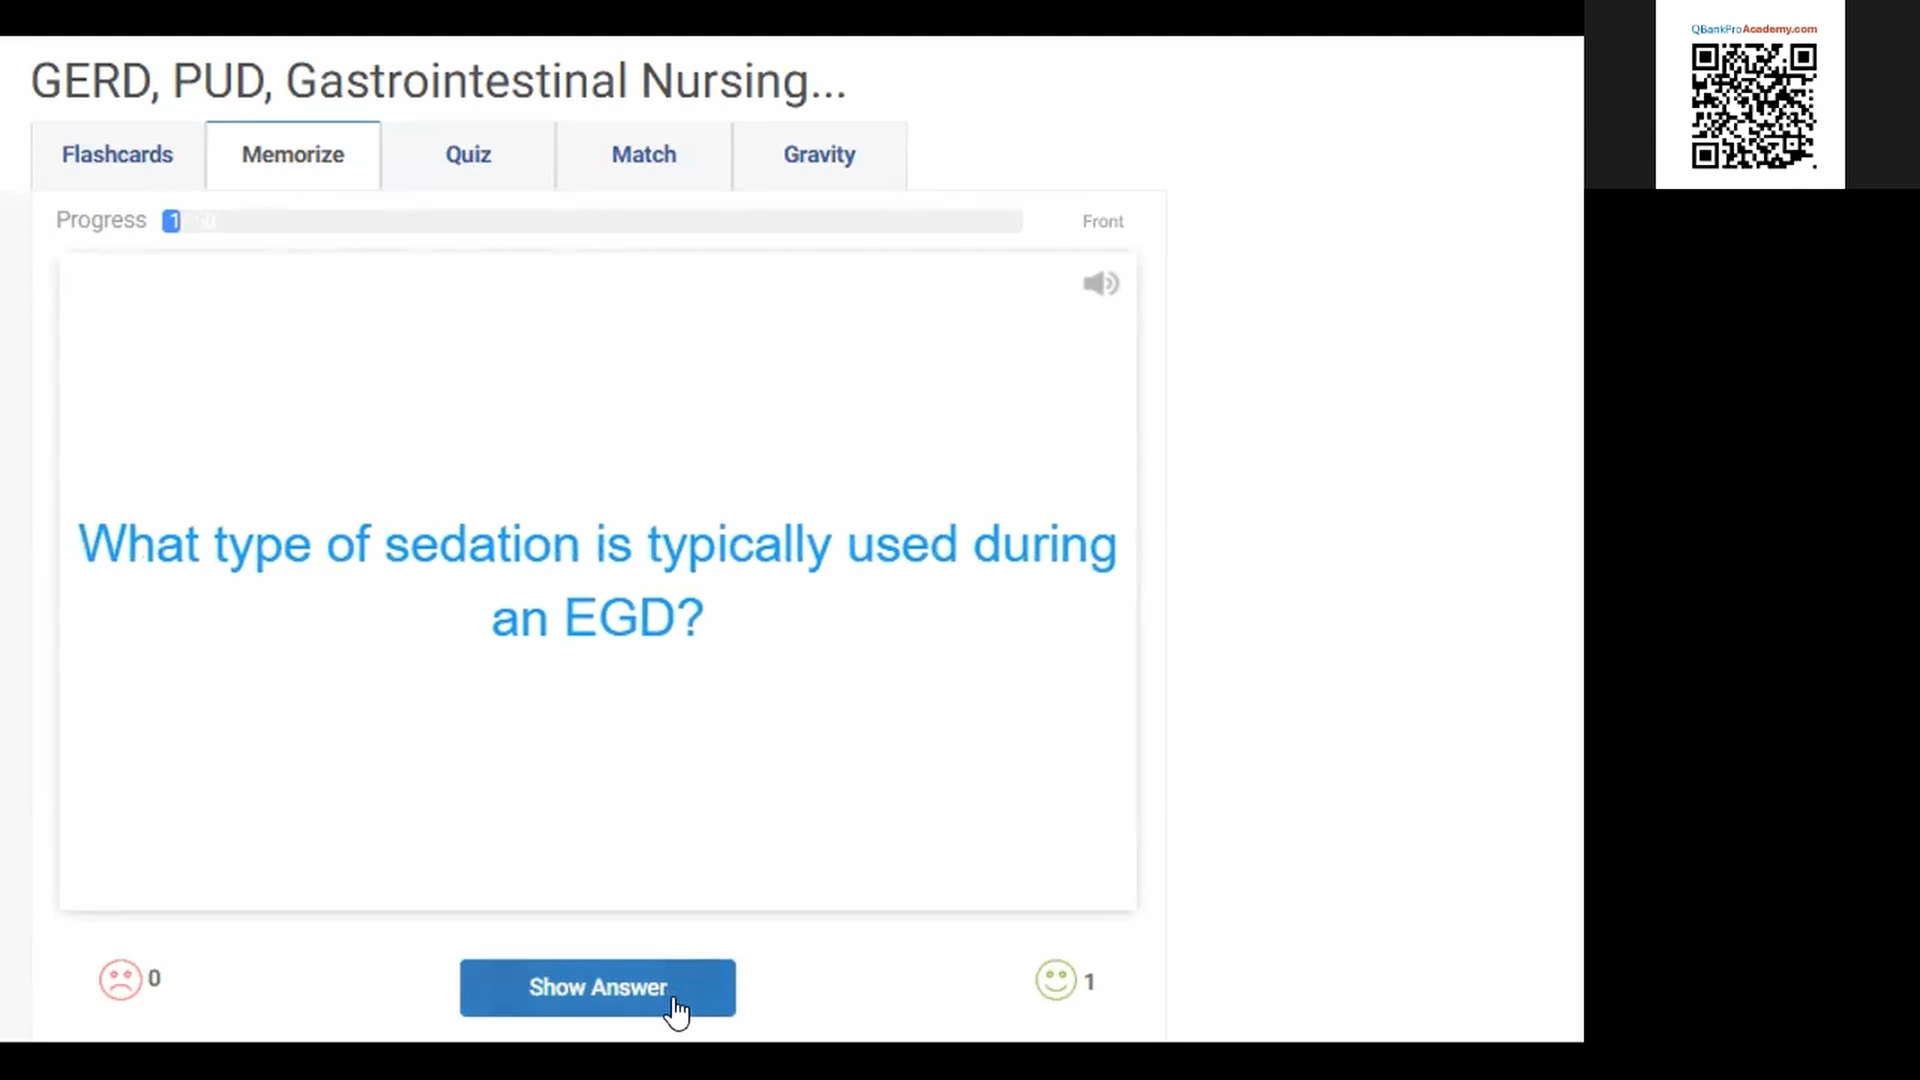 QBankProAcademy.com
GERD, PUD, Gastrointestinal Nursing...
Flashcards Memorize Quiz Match Gravity
Progress 1 Front
What type of sedation is typically used during
an EGD?
0 Show Answer 1